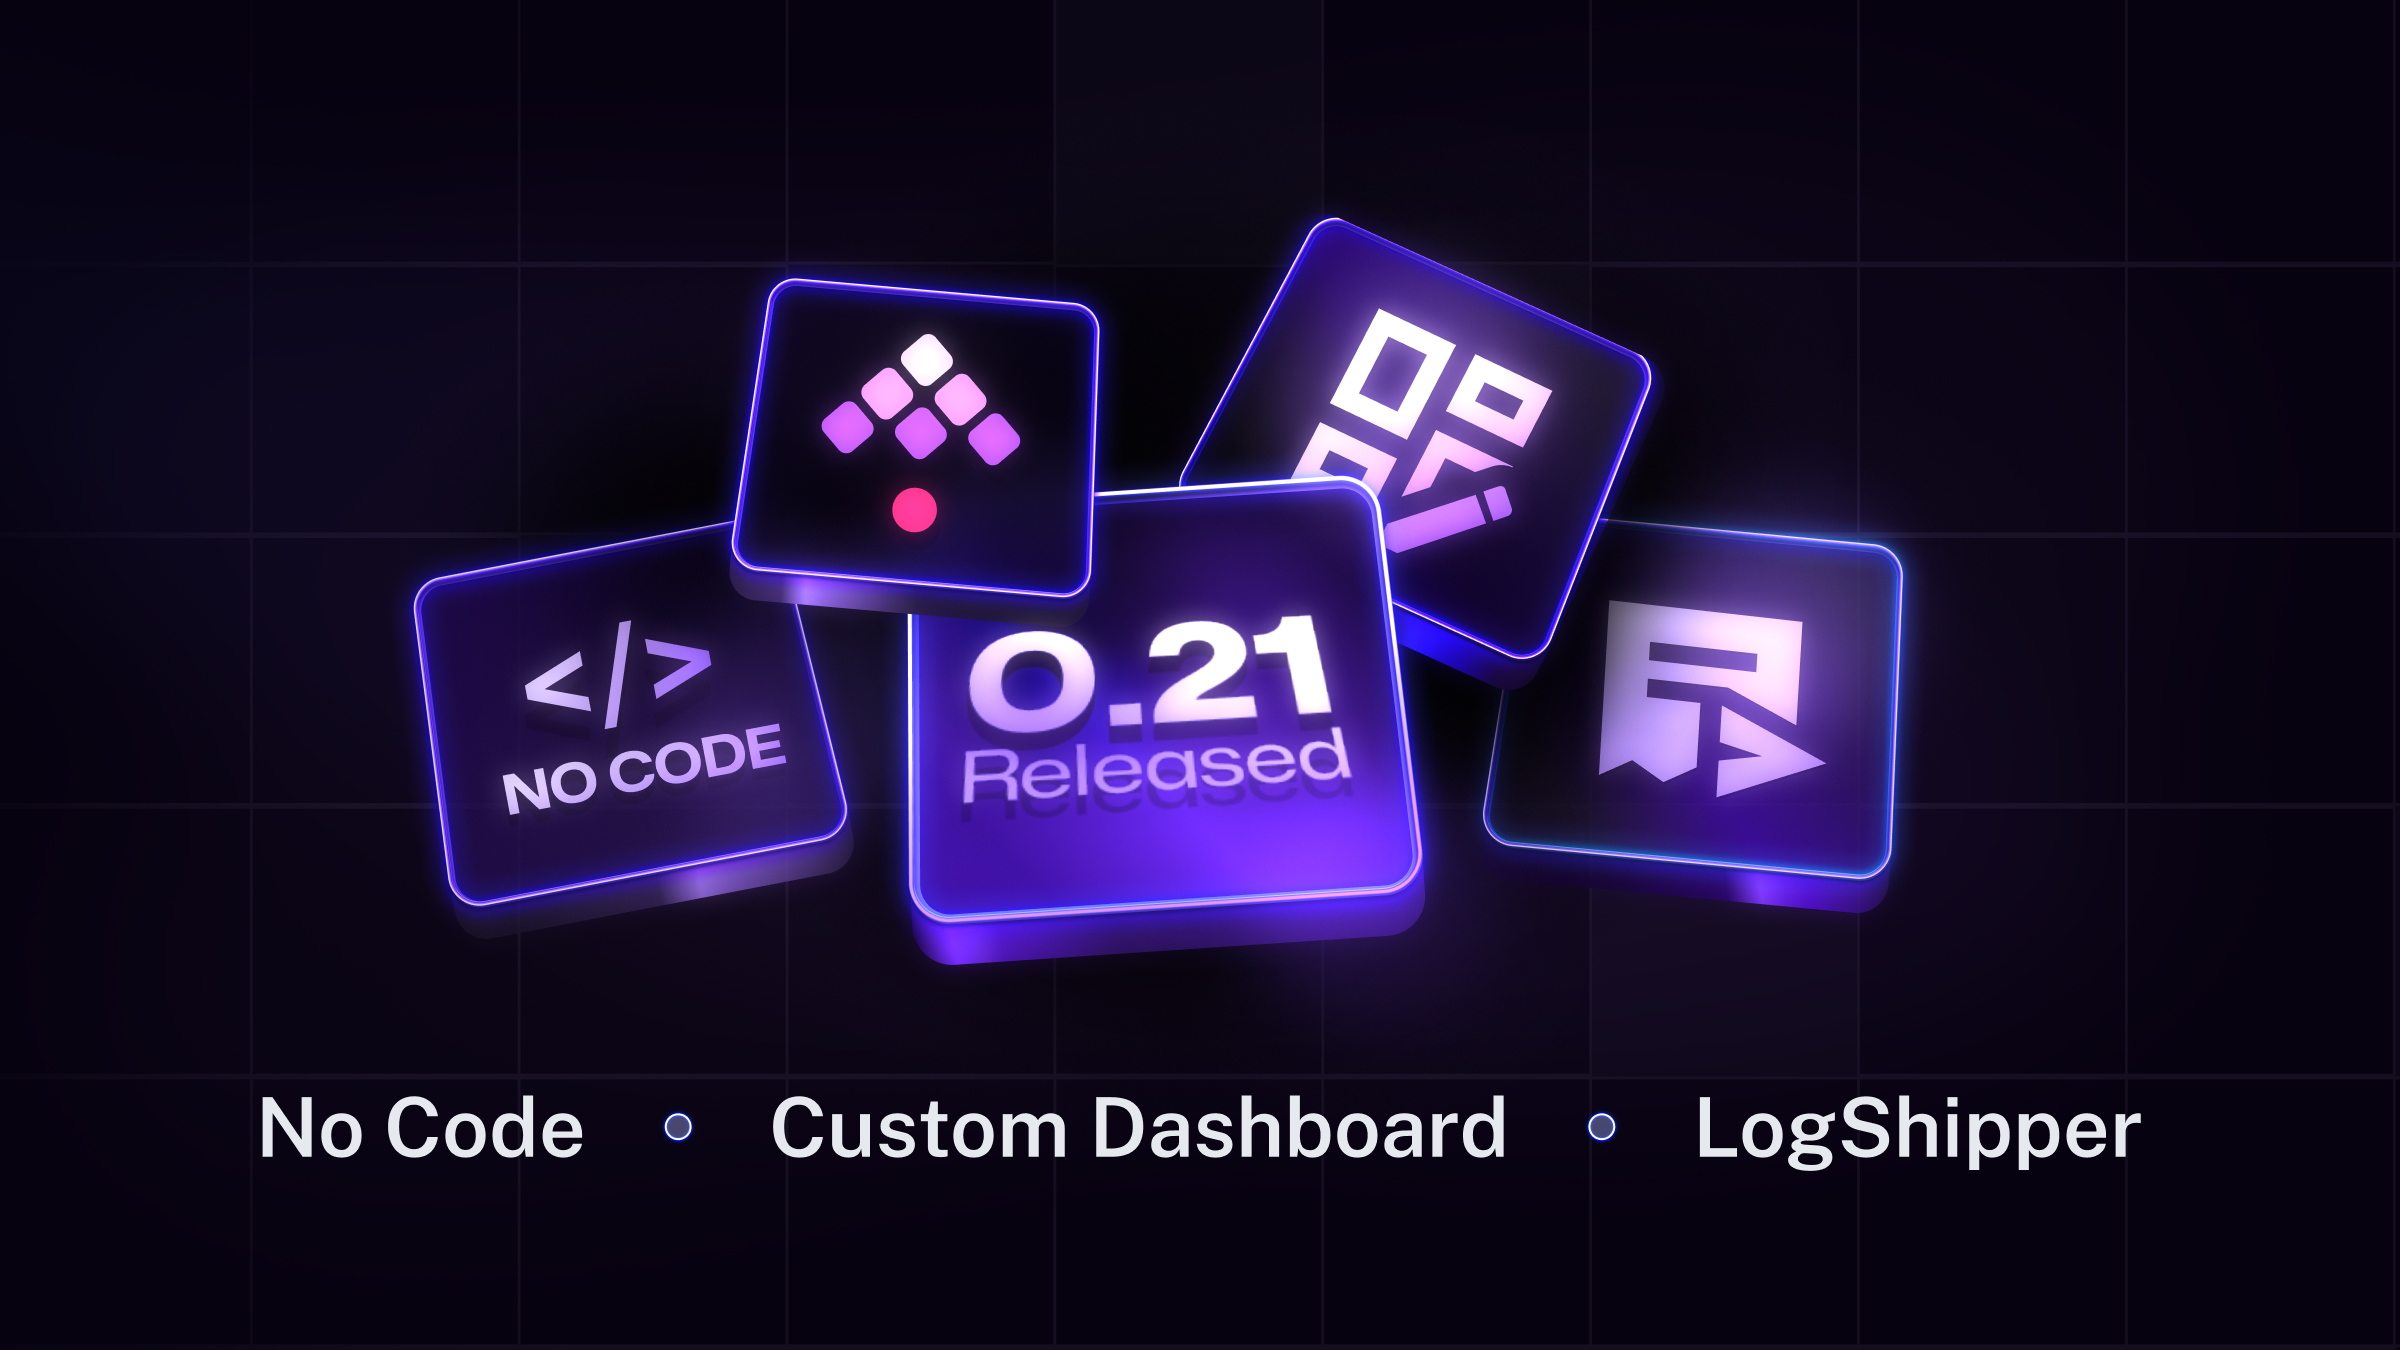 </>
NO CODE
0.21
Released
No Code • Custom Dashboard • LogShipper